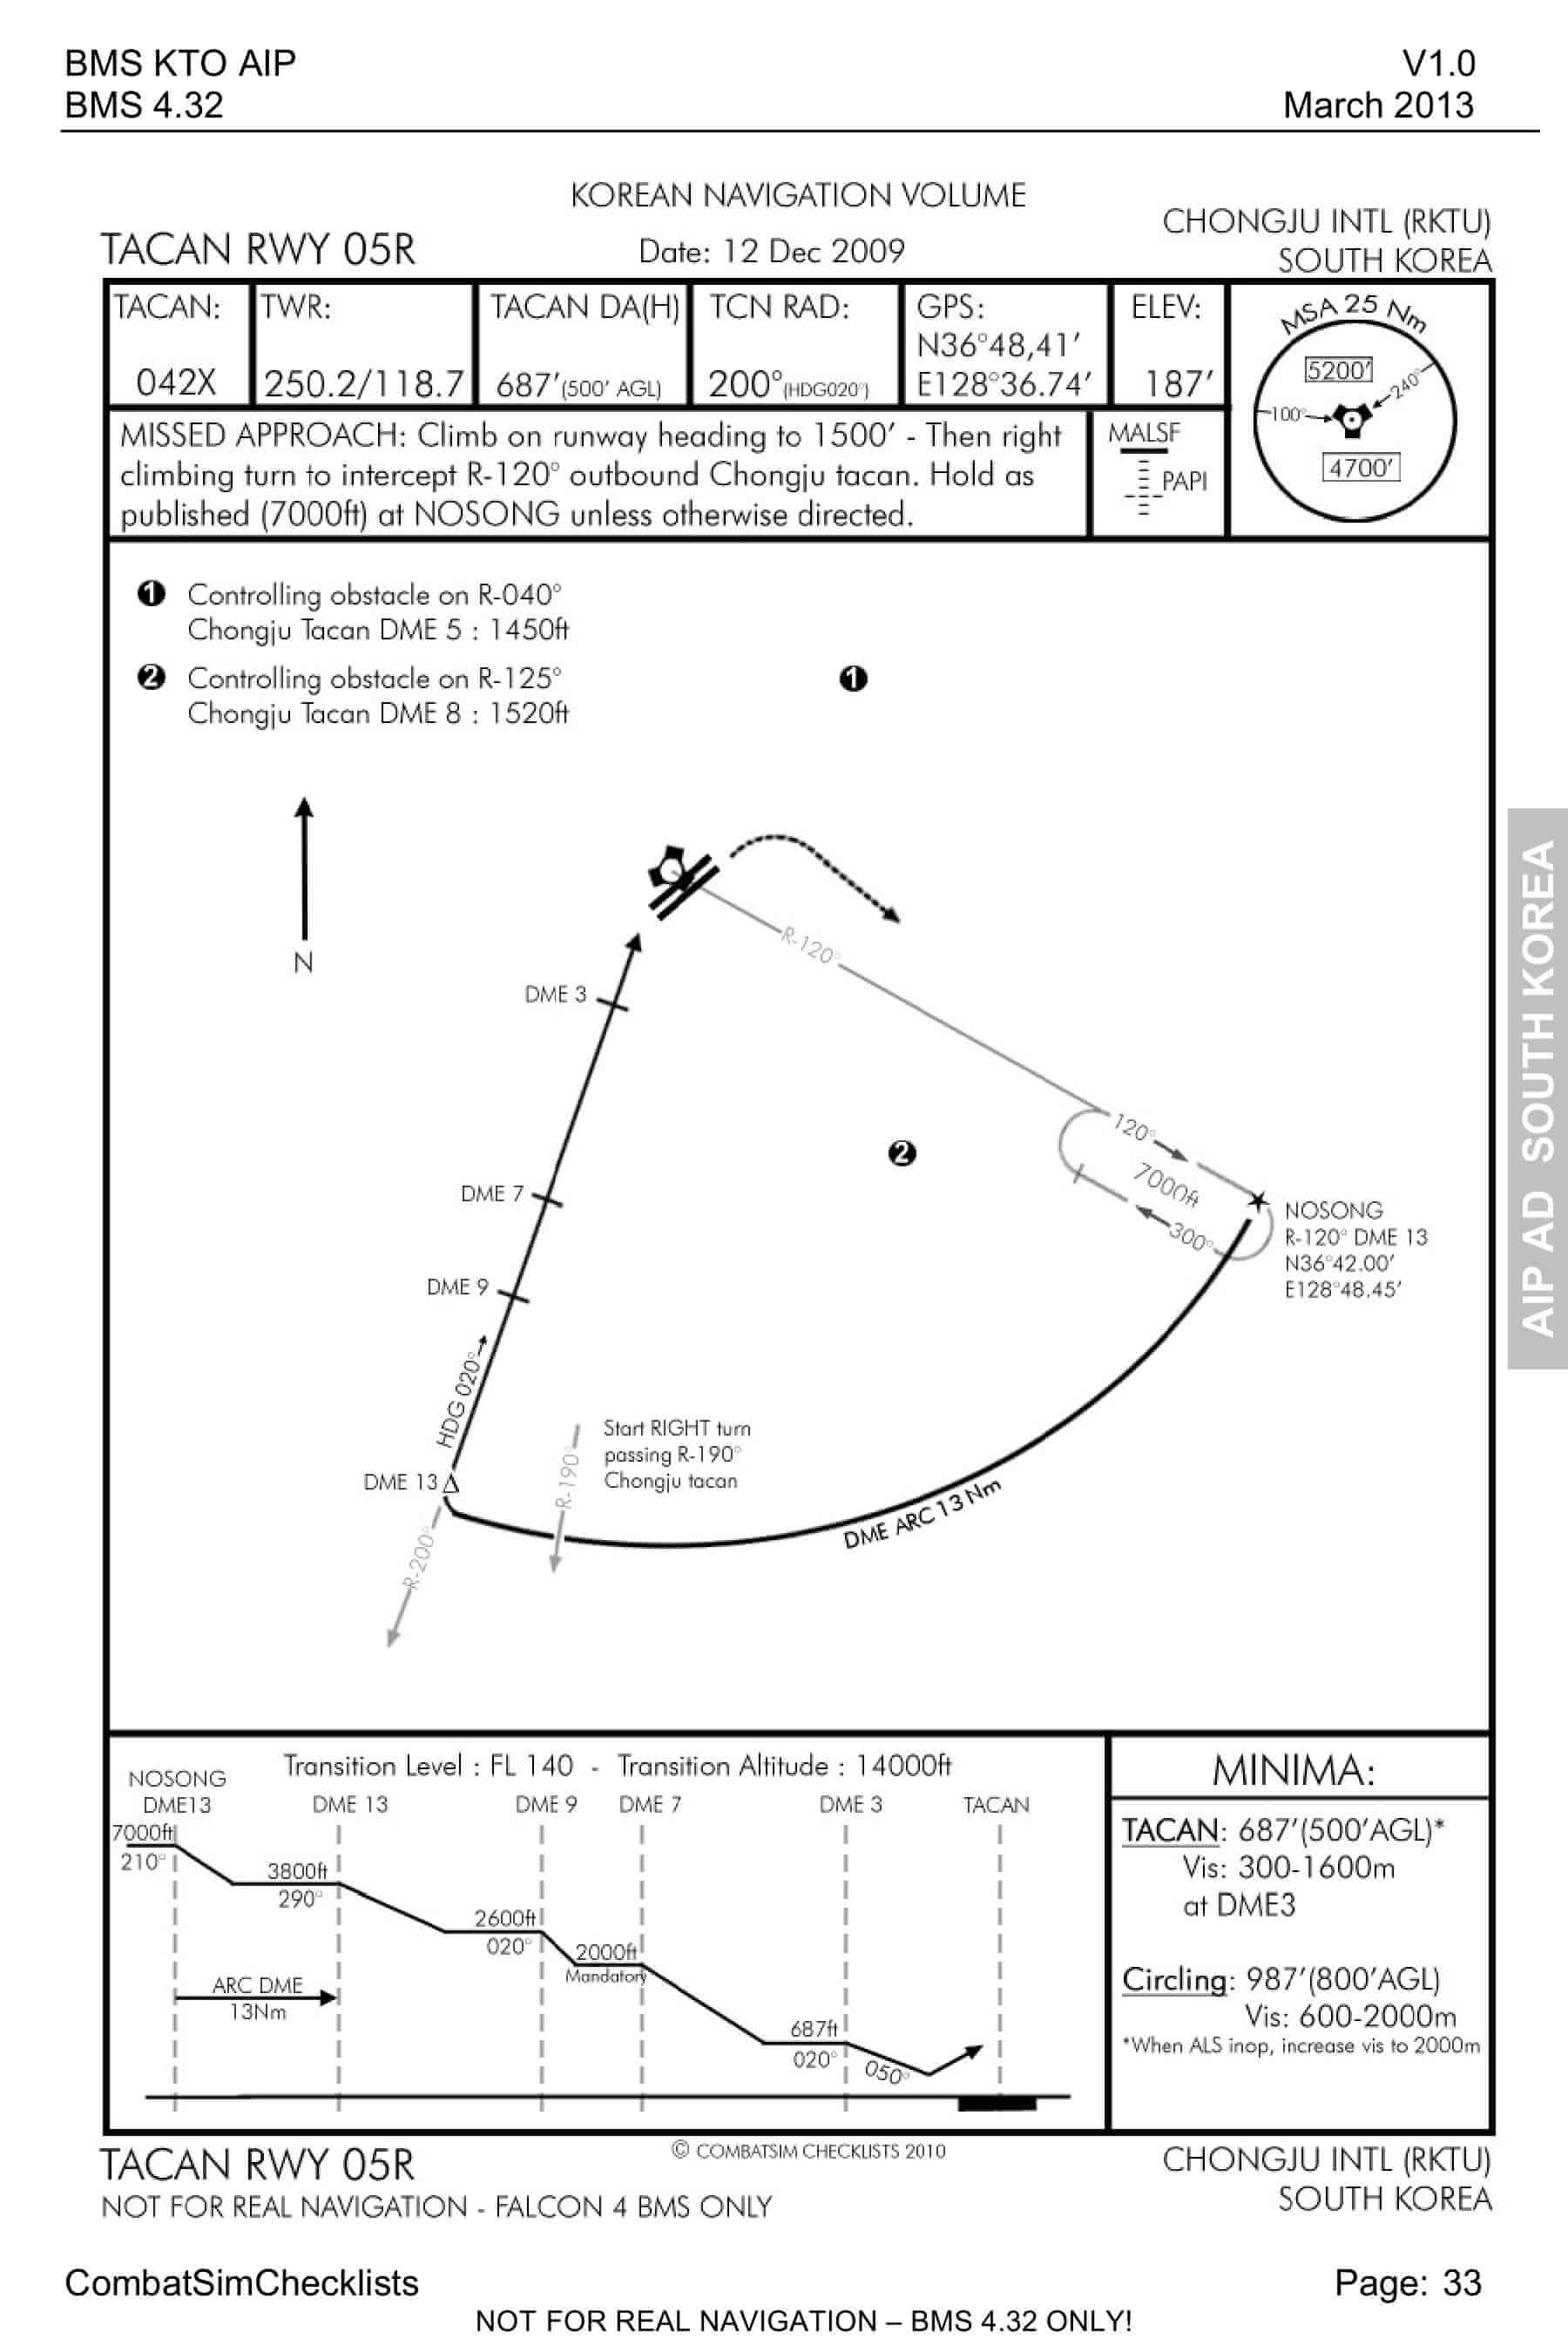 BMS KTO AIP V1.0
BMS 4.32 March 2013
KOREAN NAVIGATION VOLUME
TACAN RWY 05R Date: 12 Dec 2009 CHONGJU INTL (RKTU)
SOUTH KOREA
TACAN:
042X
TWR:
250.2/118.7
TACAN DA(H)
687'(500' AGL)
TCN RAD:
200°(HDG020°)
GPS:
N36°48,41'
E128°36.74'
ELEV:
187'
MSA 25 Nm
5200'
240°
100°
4700'
MISSED APPROACH: Climb on runway heading to 1500' - Then right
climbing turn to intercept R-120° outbound Chongju tacan. Hold as
published (7000ft) at NOSONG unless otherwise directed.
MALSF
PAPI
1 Controlling obstacle on R-040°
Chongju Tacan DME 5 : 1450ft
2 Controlling obstacle on R-125°
Chongju Tacan DME 8 : 1520ft
1
N
R-120°
DME 3
120°
2
7000ft
DME 7
300°
NOSONG
R-120° DME 13
N36°42.00'
E128°48.45'
DME 9
HDG 020°
Start RIGHT turn
passing R-190°
Chongju tacan
R-190°
DME 13
DME ARC 13 Nm
R-200°
AIP AD SOUTH KOREA
Transition Level : FL 140 - Transition Altitude : 14000ft
NOSONG
DME13 DME 13 DME 9 DME 7 DME 3 TACAN
7000ft
210°
3800ft
290°
2600ft
020°
2000ft
Mandatory
ARC DME
13Nm
687ft
020°
050°
MINIMA:
TACAN: 687'(500'AGL)*
Vis: 300-1600m
at DME3
Circling: 987'(800'AGL)
Vis: 600-2000m
*When ALS inop, increase vis to 2000m
TACAN RWY 05R © COMBATSIM CHECKLISTS 2010 CHONGJU INTL (RKTU)
NOT FOR REAL NAVIGATION - FALCON 4 BMS ONLY SOUTH KOREA
CombatSimChecklists Page: 33
NOT FOR REAL NAVIGATION – BMS 4.32 ONLY!